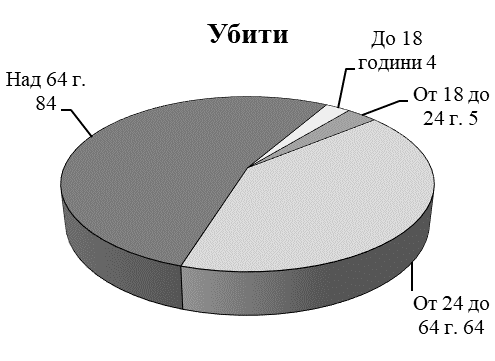 Убити
До 18
години 4
От 18 до
24 г. 5
Над 64 г.
84
От 24 до
64 г. 64